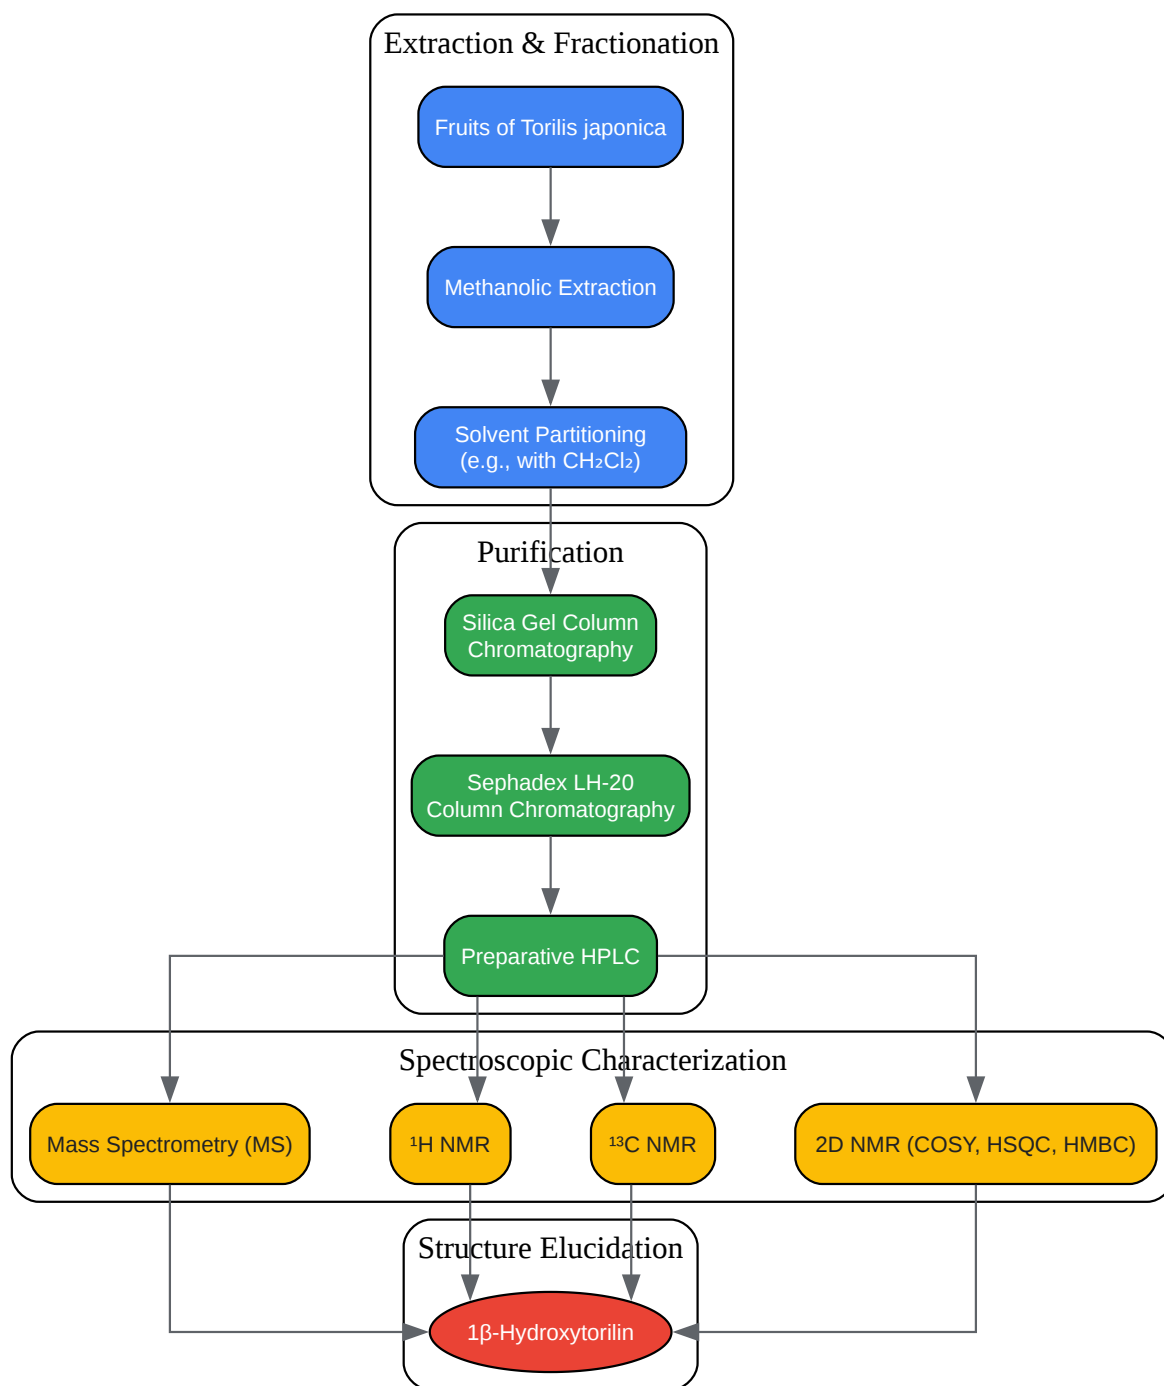 Extraction & Fractionation
Fruits of Torilis japonica
Methanolic Extraction
Solvent Partitioning
(e.g., with CH₂Cl₂)
Purification
Silica Gel Column
Chromatography
Sephadex LH-20
Column Chromatography
Preparative HPLC
Spectroscopic Characterization
Mass Spectrometry (MS)
¹H NMR
¹³C NMR
2D NMR (COSY, HSQC, HMBC)
Structure Elucidation
1β-Hydroxytorilin